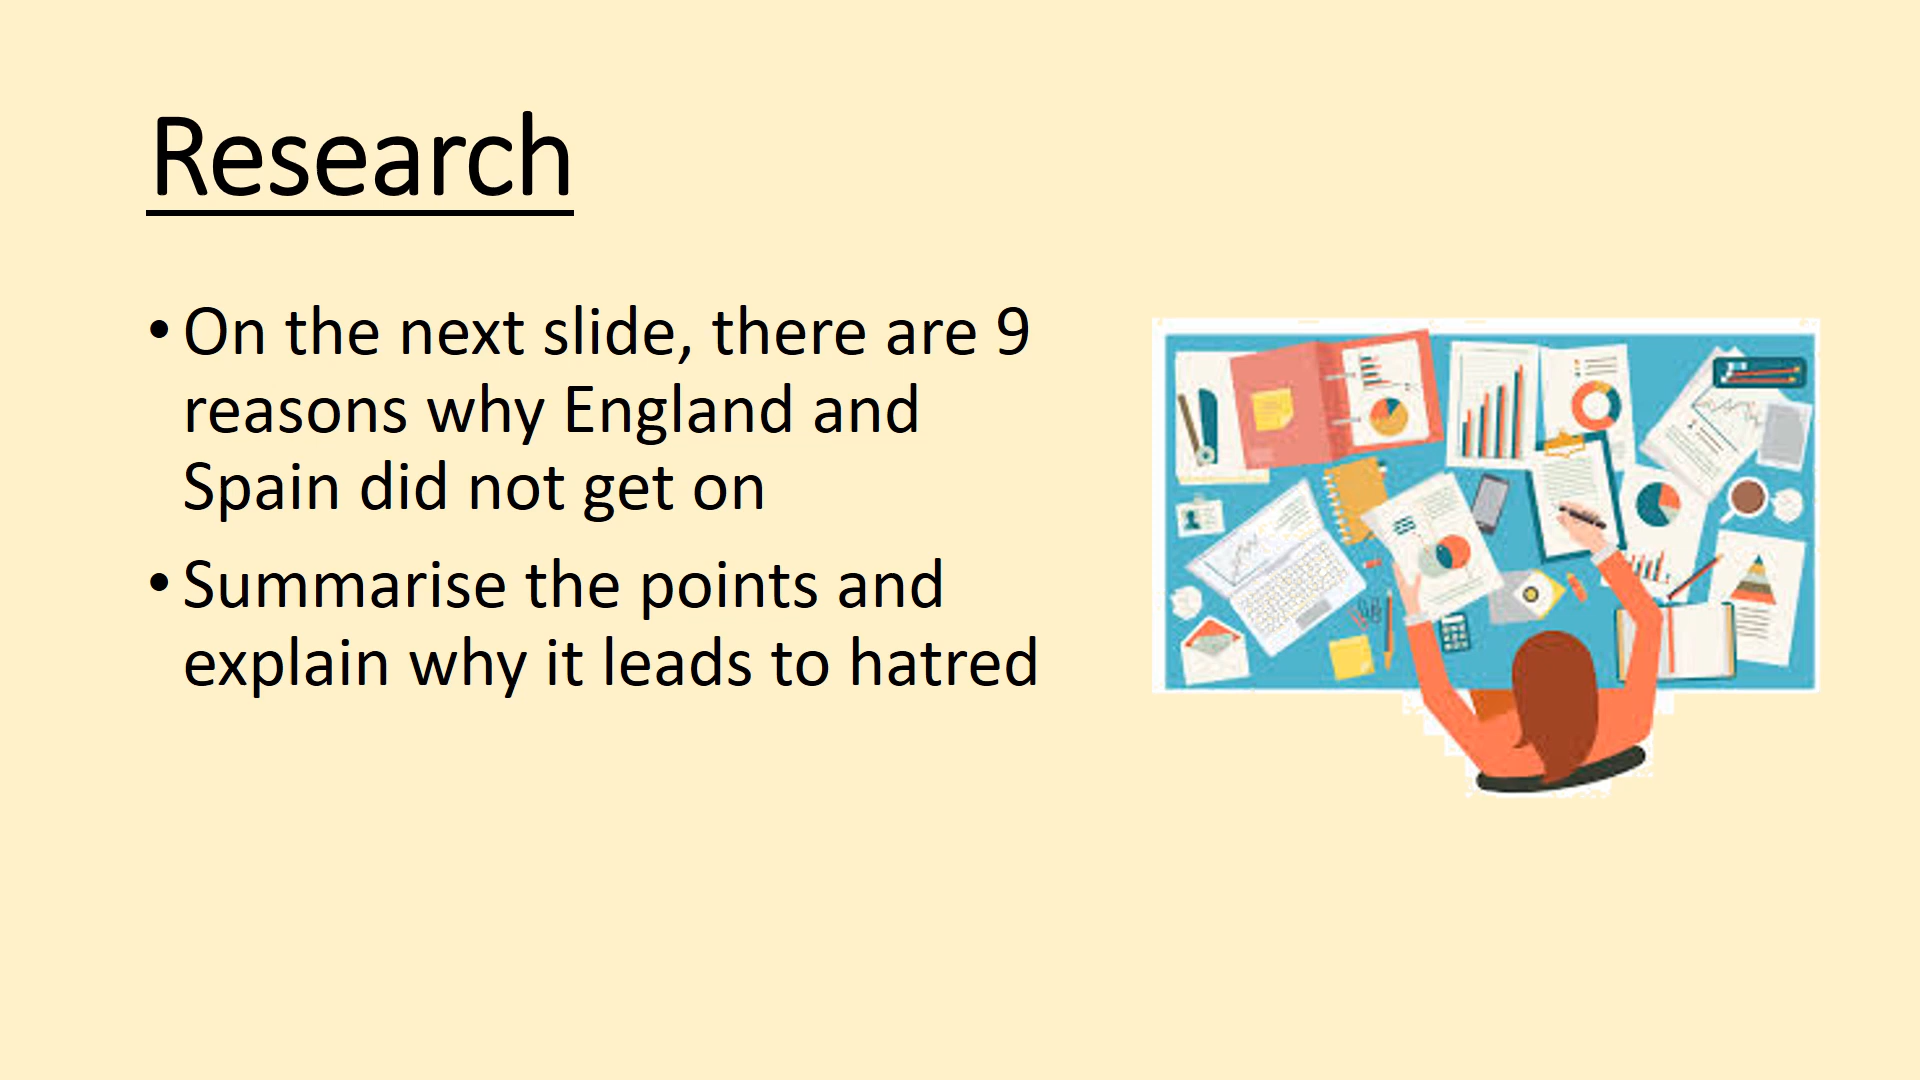 Research
• On the next slide, there are 9
reasons why England and
Spain did not get on
• Summarise the points and
explain why it leads to hatred